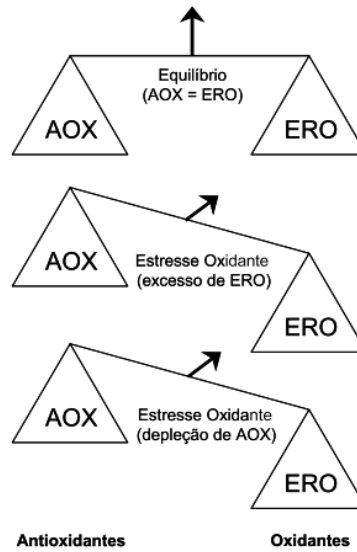 Equilíbrio
(AOX = ERO)
AOX
ERO
AOX
Estresse Oxidante
(excesso de ERO)
ERO
AOX
Estresse Oxidante
(depleção de AOX)
ERO
Antioxidantes
Oxidantes